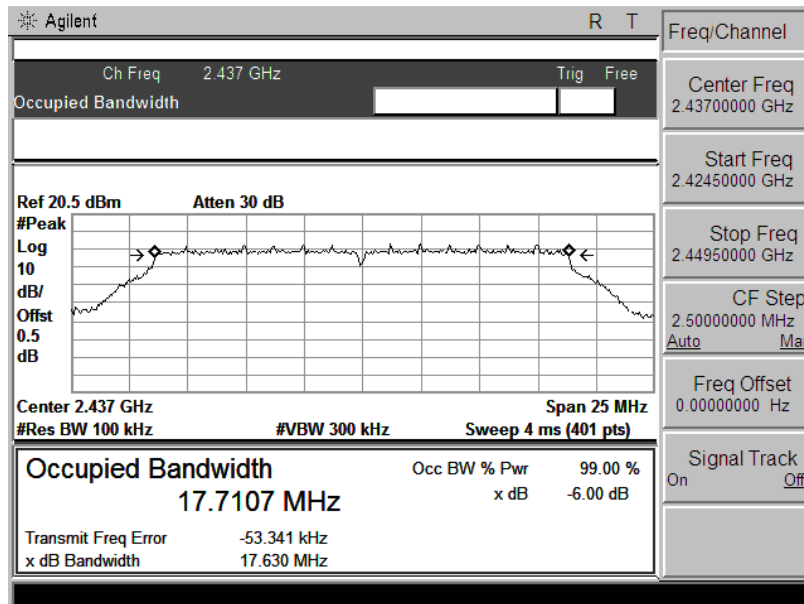 Agilent R T
Freq/Channel
Ch Freq 2.437 GHz Trig Free
Occupied Bandwidth
Center Freq
2.43700000 GHz
Start Freq
2.42450000 GHz
Stop Freq
2.44950000 GHz
CF Step
2.50000000 MHz
Auto Ma
Freq Offset
0.00000000 Hz
Signal Track
On Off
Ref 20.5 dBm Atten 30 dB
#Peak
Log
10
dB/
Offst
0.5
dB
Center 2.437 GHz Span 25 MHz
#Res BW 100 kHz #VBW 300 kHz Sweep 4 ms (401 pts)
Occupied Bandwidth Occ BW % Pwr 99.00 %
17.7107 MHz x dB -6.00 dB
Transmit Freq Error -53.341 kHz
x dB Bandwidth 17.630 MHz